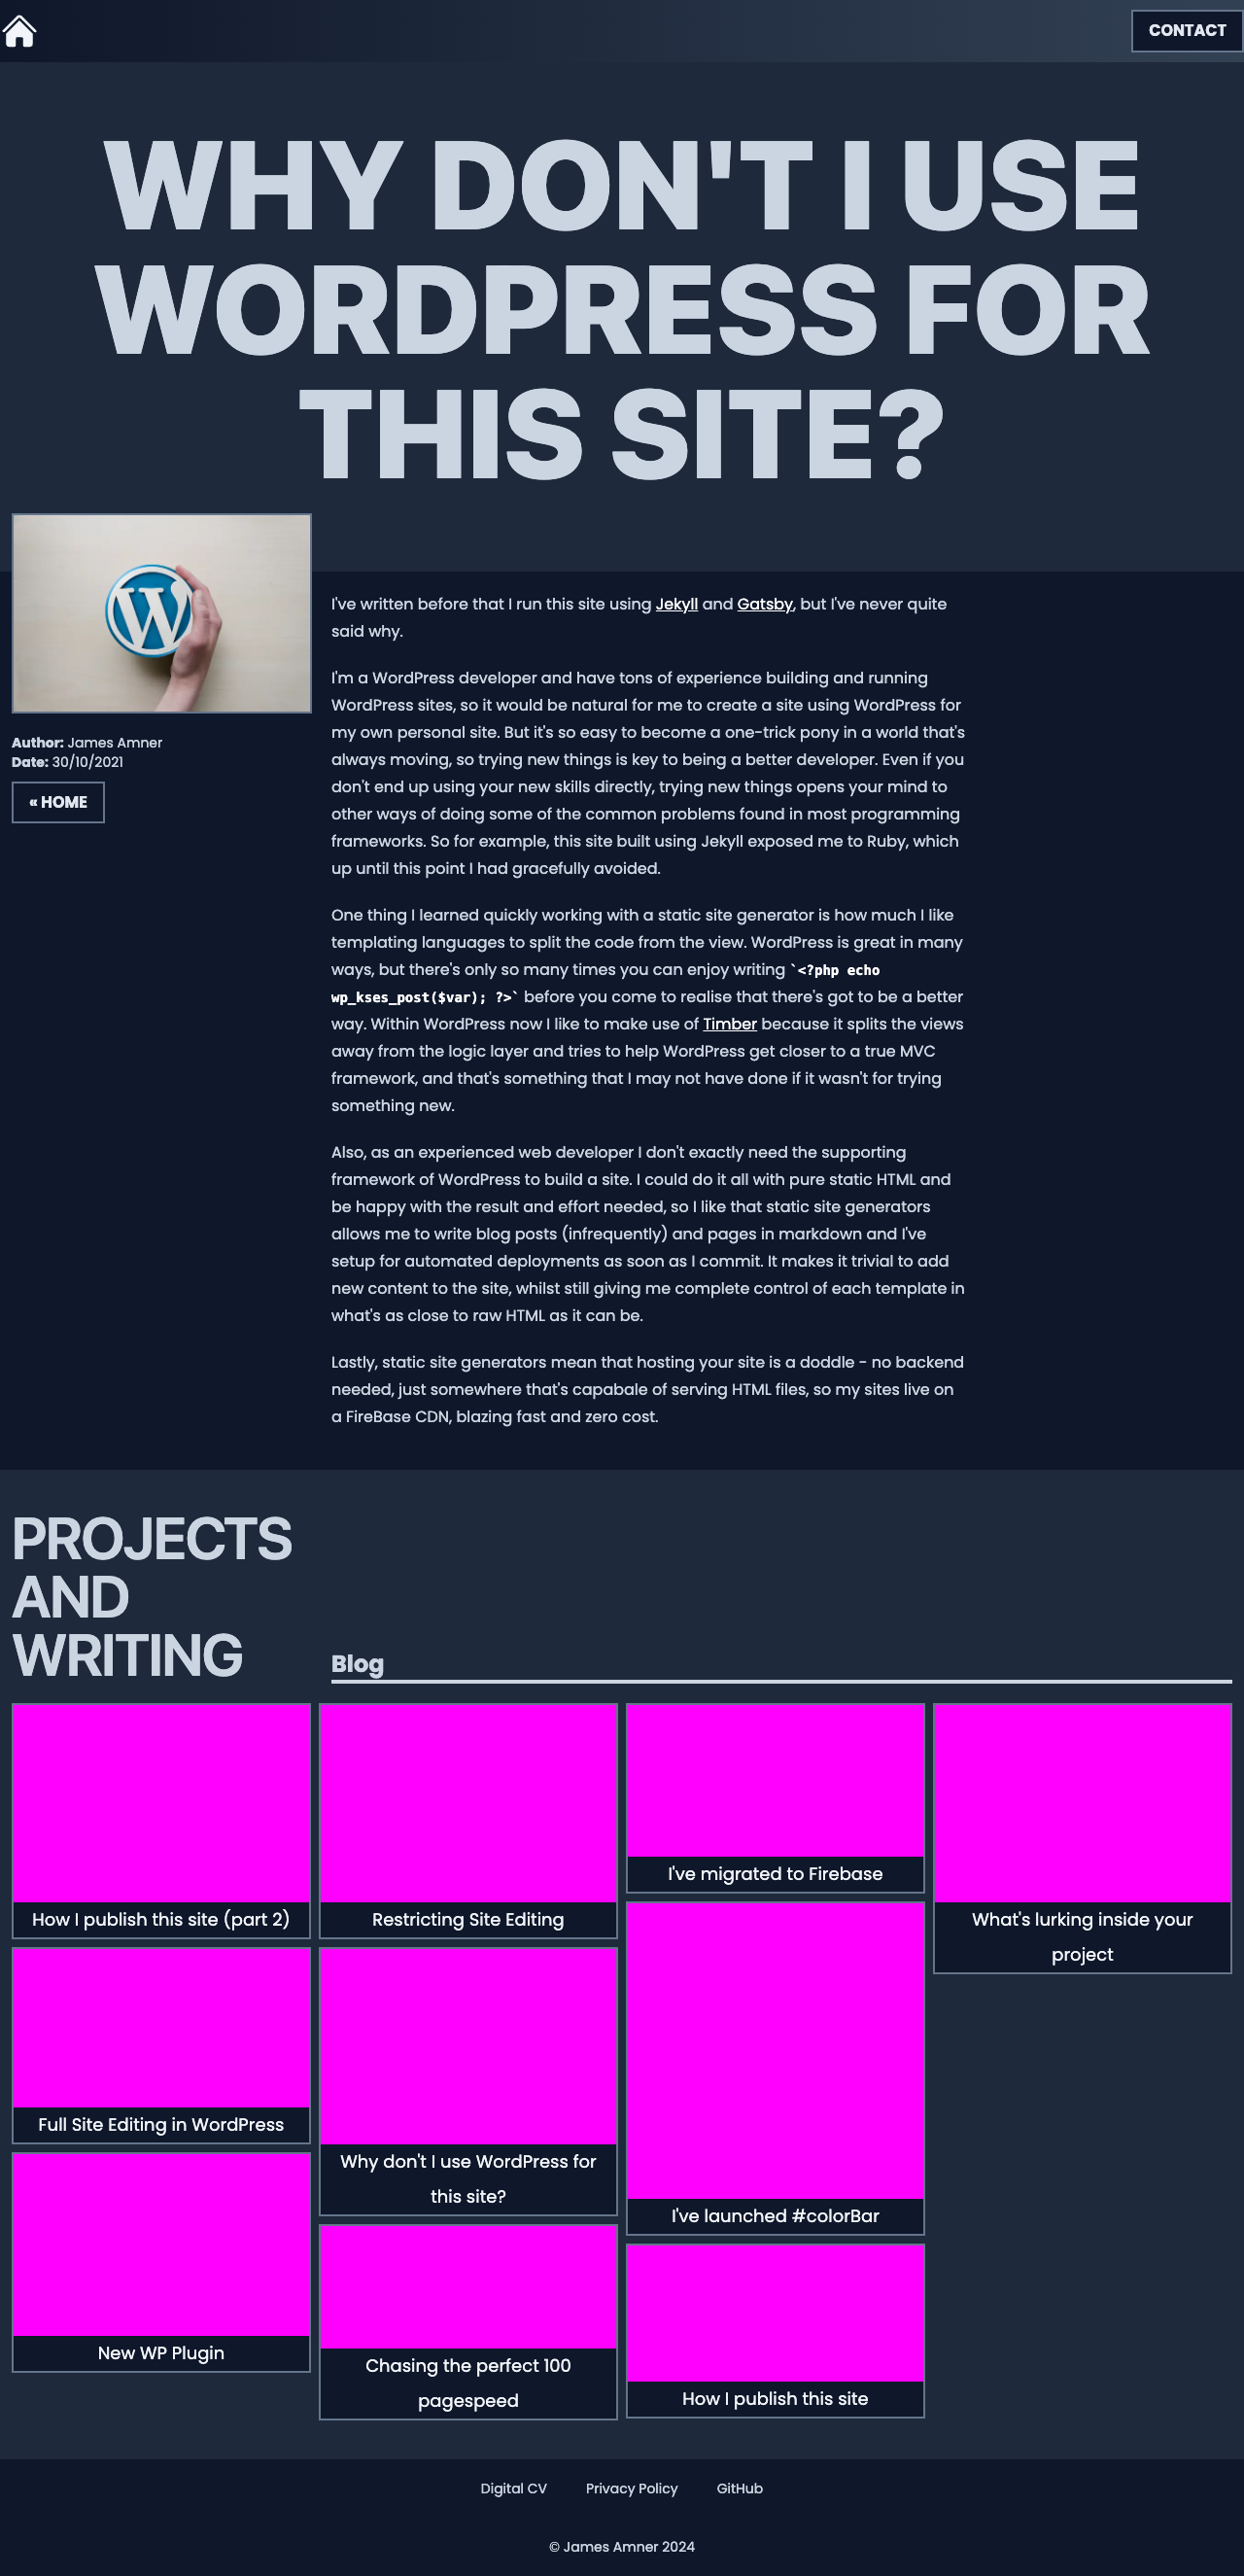 CONTACT
WHY DON'T I USE
WORDPRESS FOR
THIS SITE?
W
Author: James Amner
Date: 30/10/2021
« HOME
I've written before that I run this site using Jekyll and Gatsby, but I've never quite
said why.
I'm a WordPress developer and have tons of experience building and running
WordPress sites, so it would be natural for me to create a site using WordPress for
my own personal site. But it's so easy to become a one-trick pony in a world that's
always moving, so trying new things is key to being a better developer. Even if you
don't end up using your new skills directly, trying new things opens your mind to
other ways of doing some of the common problems found in most programming
frameworks. So for example, this site built using Jekyll exposed me to Ruby, which
up until this point I had gracefully avoided.
One thing I learned quickly working with a static site generator is how much I like
templating languages to split the code from the view. WordPress is great in many
ways, but there's only so many times you can enjoy writing `<?php echo
wp_kses_post($var); ?>` before you come to realise that there's got to be a better
way. Within WordPress now I like to make use of Timber because it splits the views
away from the logic layer and tries to help WordPress get closer to a true MVC
framework, and that's something that I may not have done if it wasn't for trying
something new.
Also, as an experienced web developer I don't exactly need the supporting
framework of WordPress to build a site. I could do it all with pure static HTML and
be happy with the result and effort needed, so I like that static site generators
allows me to write blog posts (infrequently) and pages in markdown and I've
setup for automated deployments as soon as I commit. It makes it trivial to add
new content to the site, whilst still giving me complete control of each template in
what's as close to raw HTML as it can be.
Lastly, static site generators mean that hosting your site is a doddle - no backend
needed, just somewhere that's capabale of serving HTML files, so my sites live on
a FireBase CDN, blazing fast and zero cost.
PROJECTS
AND
WRITING
Blog
How I publish this site (part 2)
Full Site Editing in WordPress
New WP Plugin
Restricting Site Editing
Why don't I use WordPress for
this site?
Chasing the perfect 100
pagespeed
I've migrated to Firebase
I've launched #colorBar
How I publish this site
What's lurking inside your
project
Digital CV
Privacy Policy
GitHub
© James Amner 2024